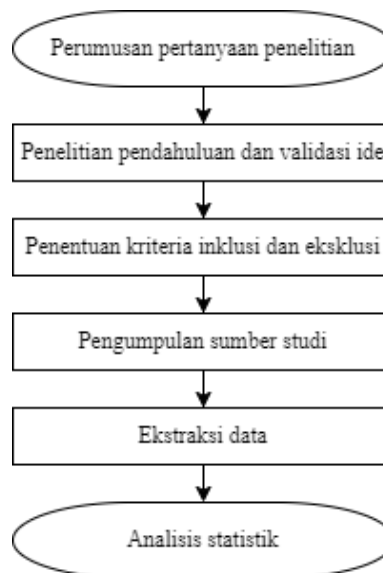 Perumusan pertanyaan penelitian
Penelitian pendahuluan dan validasi ide
Penentuan kriteria inklusi dan eksklusi
Pengumpulan sumber studi
Ekstraksi data
Analisis statistik